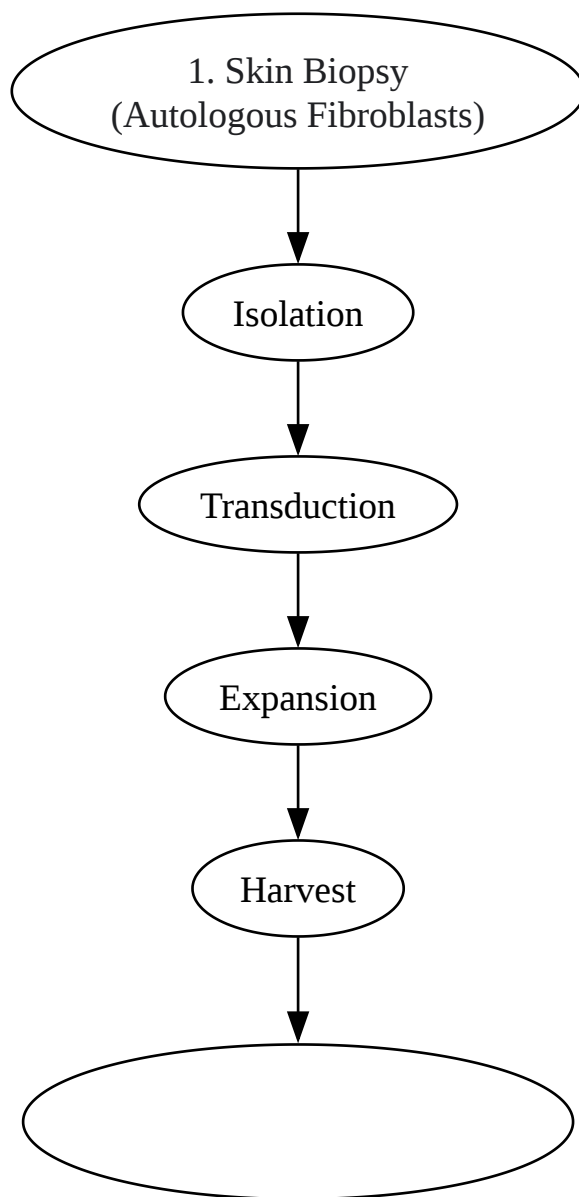 1. Skin Biopsy
(Autologous Fibroblasts)
Isolation
Transduction
Expansion
Harvest